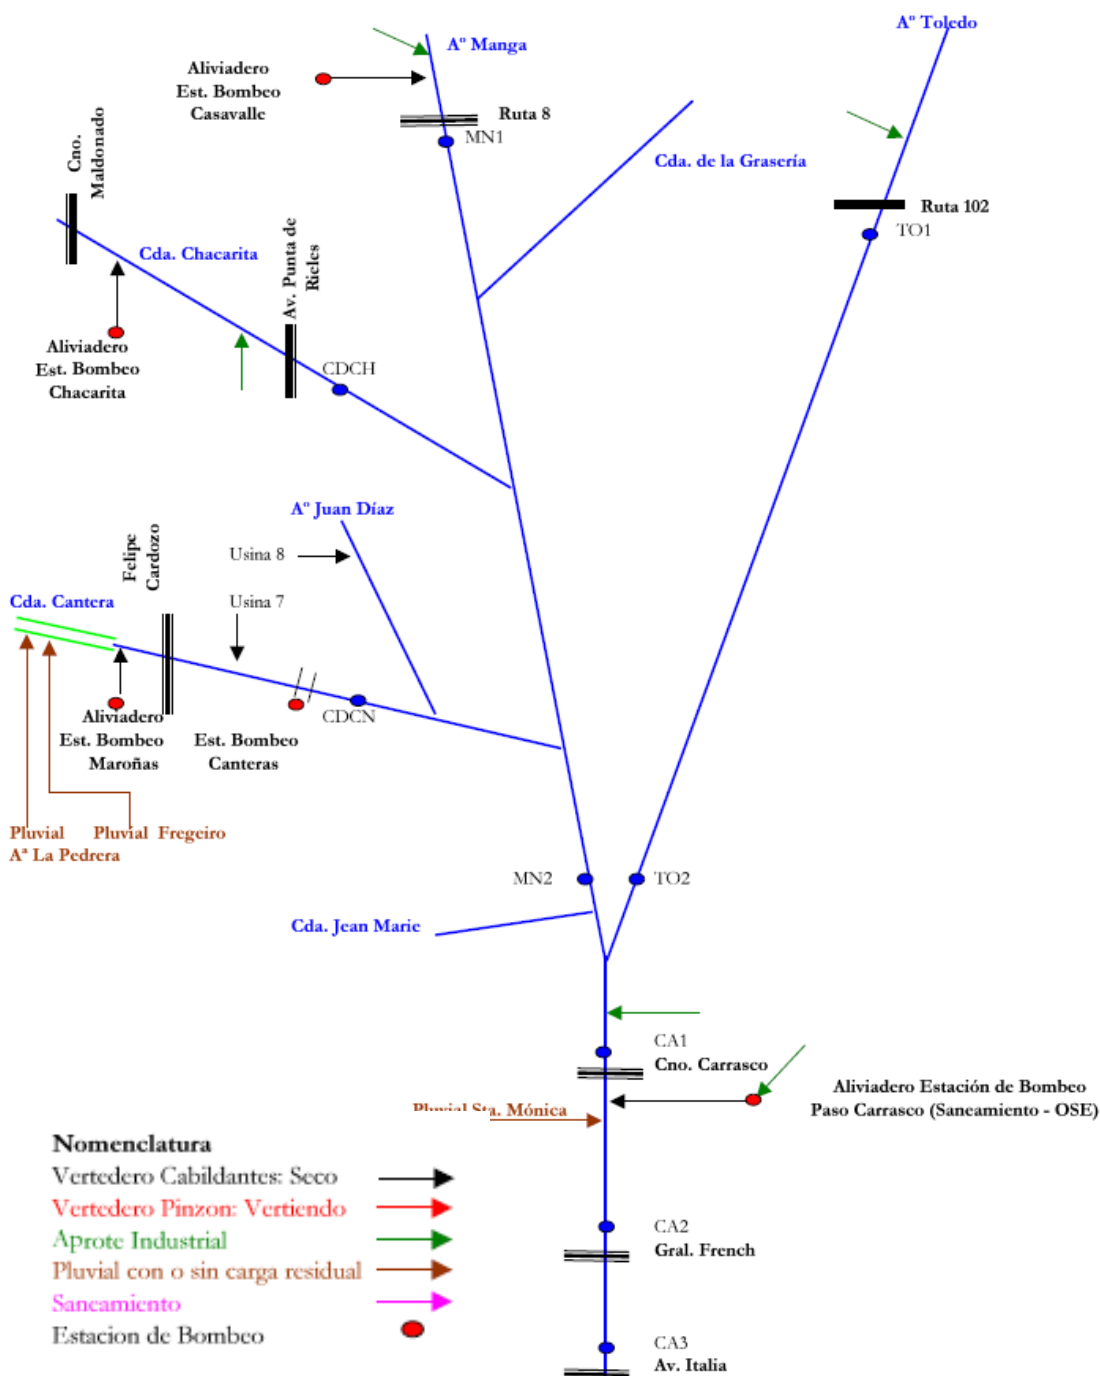 Aº Toledo
Aº Manga
Aliviadero
Est. Bombeo
Casavalle
Ruta 8
MN1
Cno.
Maldonado
Cda. de la Grasería
Ruta 102
TO1
Cda. Chacarita
Av. Punta de
Rieles
Aliviadero
Est. Bombeo
Chacarita
CDCH
Aº Juan Díaz
Felipe
Cardozo
Usina 8
Cda. Cantera
Usina 7
CDCN
Aliviadero
Est. Bombeo
Maroñas
Est. Bombeo
Canteras
Pluvial
Aª La Pedrera
Pluvial Fregeiro
MN2
TO2
Cda. Jean Marie
CA1
Cno. Carrasco
Aliviadero Estación de Bombeo
Paso Carrasco (Saneamiento - OSE)
Pluvial Sta. Mónica
Nomenclatura
Vertedero Cabildantes: Seco
Vertedero Pinzon: Vertiendo
Aprote Industrial
Pluvial con o sin carga residual
Saneamiento
Estacion de Bombeo
CA2
Gral. French
CA3
Av. Italia